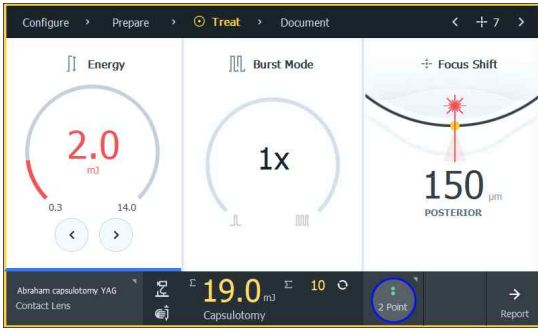 Configure > Prepare > Treat > Document < 7 >
Energy
2.0
mJ
0.3 14.0
< >
Burst Mode
1x
Focus Shift
150 µm
POSTERIOR
Abraham capsulotomy YAG
Contact Lens
Σ 19.0 mJ Σ 10
Capsulotomy
2 Point
→
Report